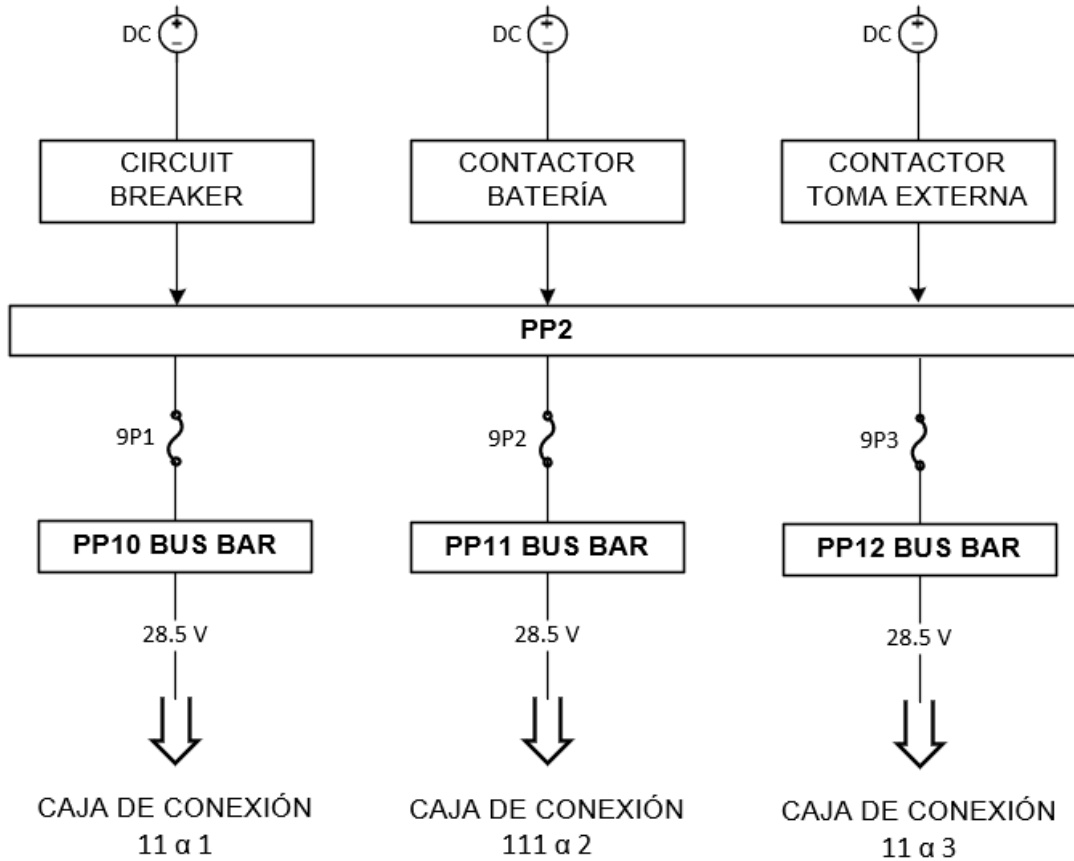 DC
DC
DC
CIRCUIT
BREAKER
CONTACTOR
BATERÍA
CONTACTOR
TOMA EXTERNA
PP2
9P1
9P2
9P3
PP10 BUS BAR
PP11 BUS BAR
PP12 BUS BAR
28.5 V
28.5 V
28.5 V
CAJA DE CONEXIÓN
11 α 1
CAJA DE CONEXIÓN
111 α 2
CAJA DE CONEXIÓN
11 α 3